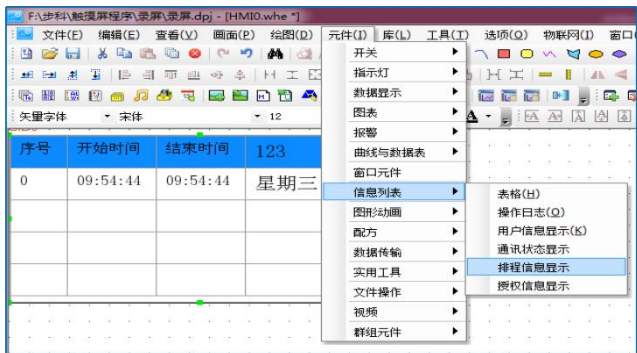 F:\步科\触摸屏程序\录屏\录屏.dpj - [HMI0.whe *]
文件(F) 编辑(E) 查看(V) 画面(P) 绘图(D) 元件(I) 库(L) 工具(T) 选项(O) 物联网(I) 窗口
开关
指示灯
数据显示
图表
报警
曲线与数据表
窗口元件
信息列表
图形动画
配方
数据传输
实用工具
文件操作
视频
群组元件
表格(H)
操作日志(O)
用户信息显示(K)
通讯状态显示
排程信息显示
授权信息显示
矢量字体 宋体 12
序号 开始时间 结束时间 123
0 09:54:44 09:54:44 星期三